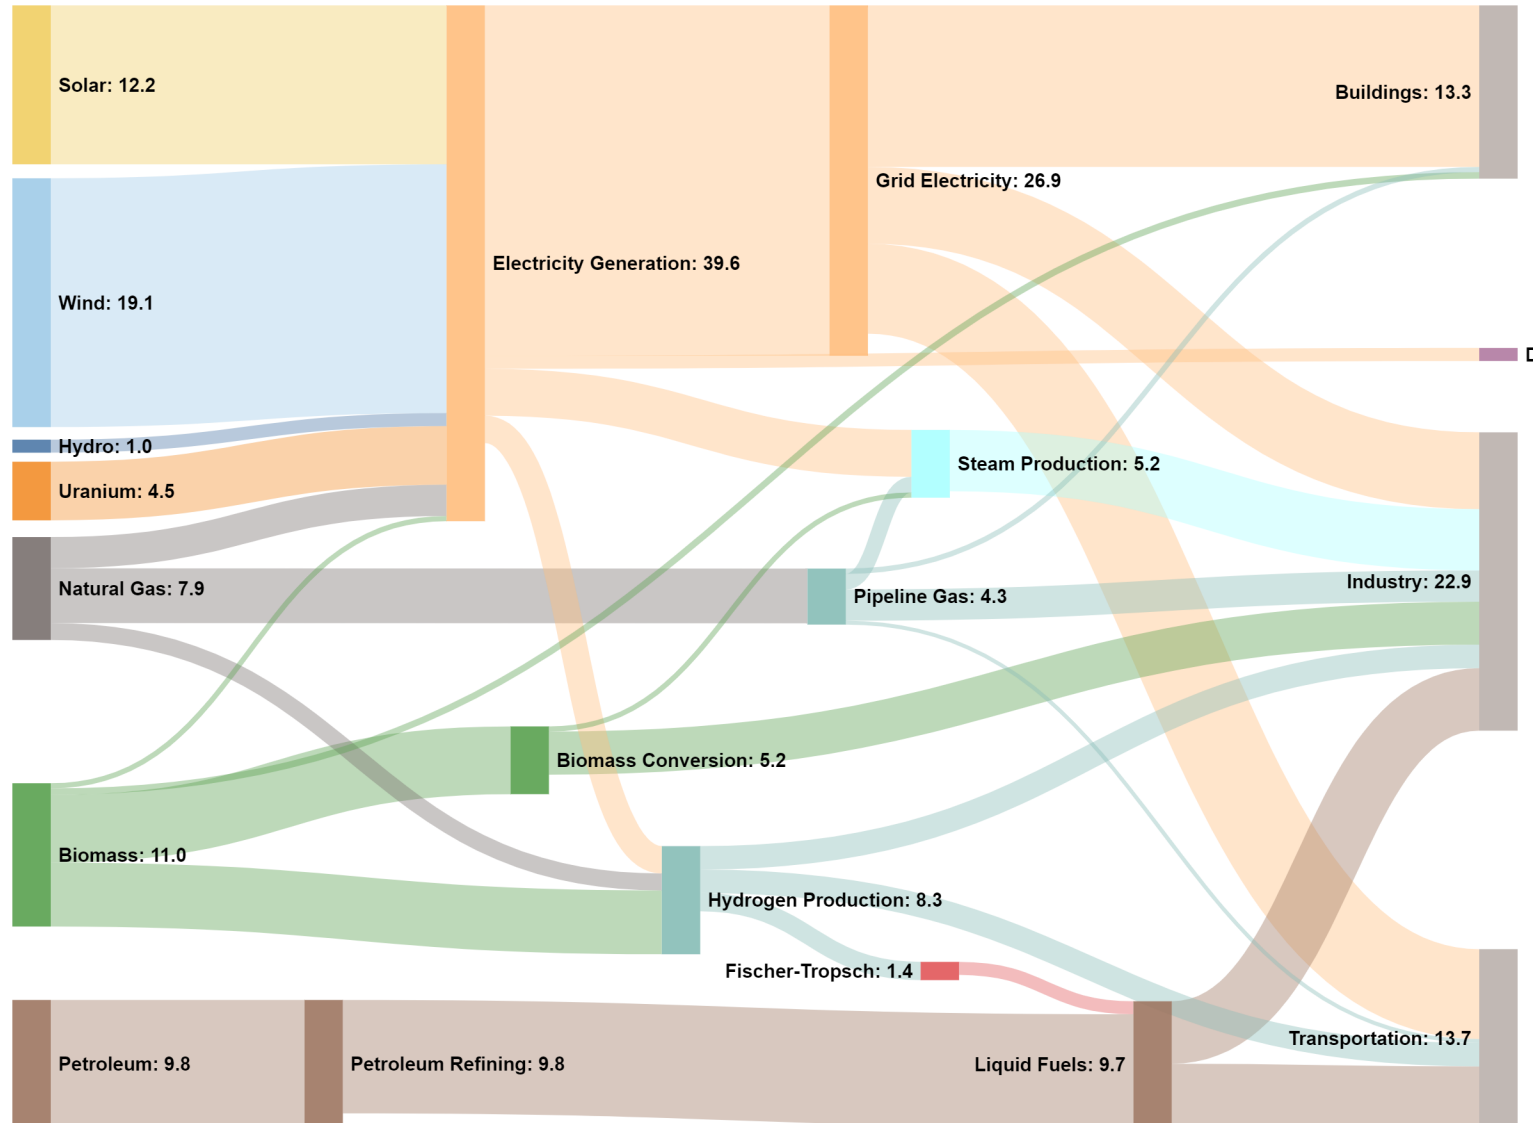 Solar: 12.2
Buildings: 13.3
Grid Electricity: 26.9
Electricity Generation: 39.6
Wind: 19.1
Hydro: 1.0
Steam Production: 5.2
Uranium: 4.5
Natural Gas: 7.9
Industry: 22.9
Pipeline Gas: 4.3
Biomass Conversion: 5.2
Biomass: 11.0
Hydrogen Production: 8.3
Fischer-Tropsch: 1.4
Transportation: 13.7
Petroleum: 9.8
Petroleum Refining: 9.8
Liquid Fuels: 9.7